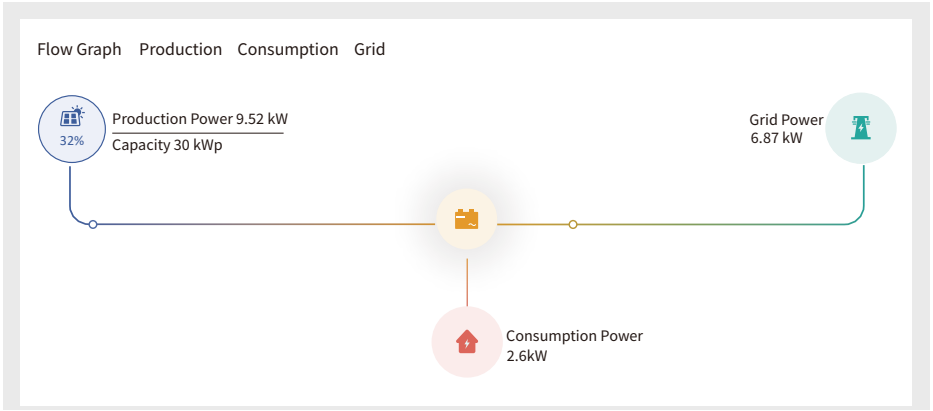 Flow Graph Production Consumption Grid
32%
Production Power 9.52 kW
Capacity 30 kWp
Grid Power
6.87 kW
Consumption Power
2.6kW